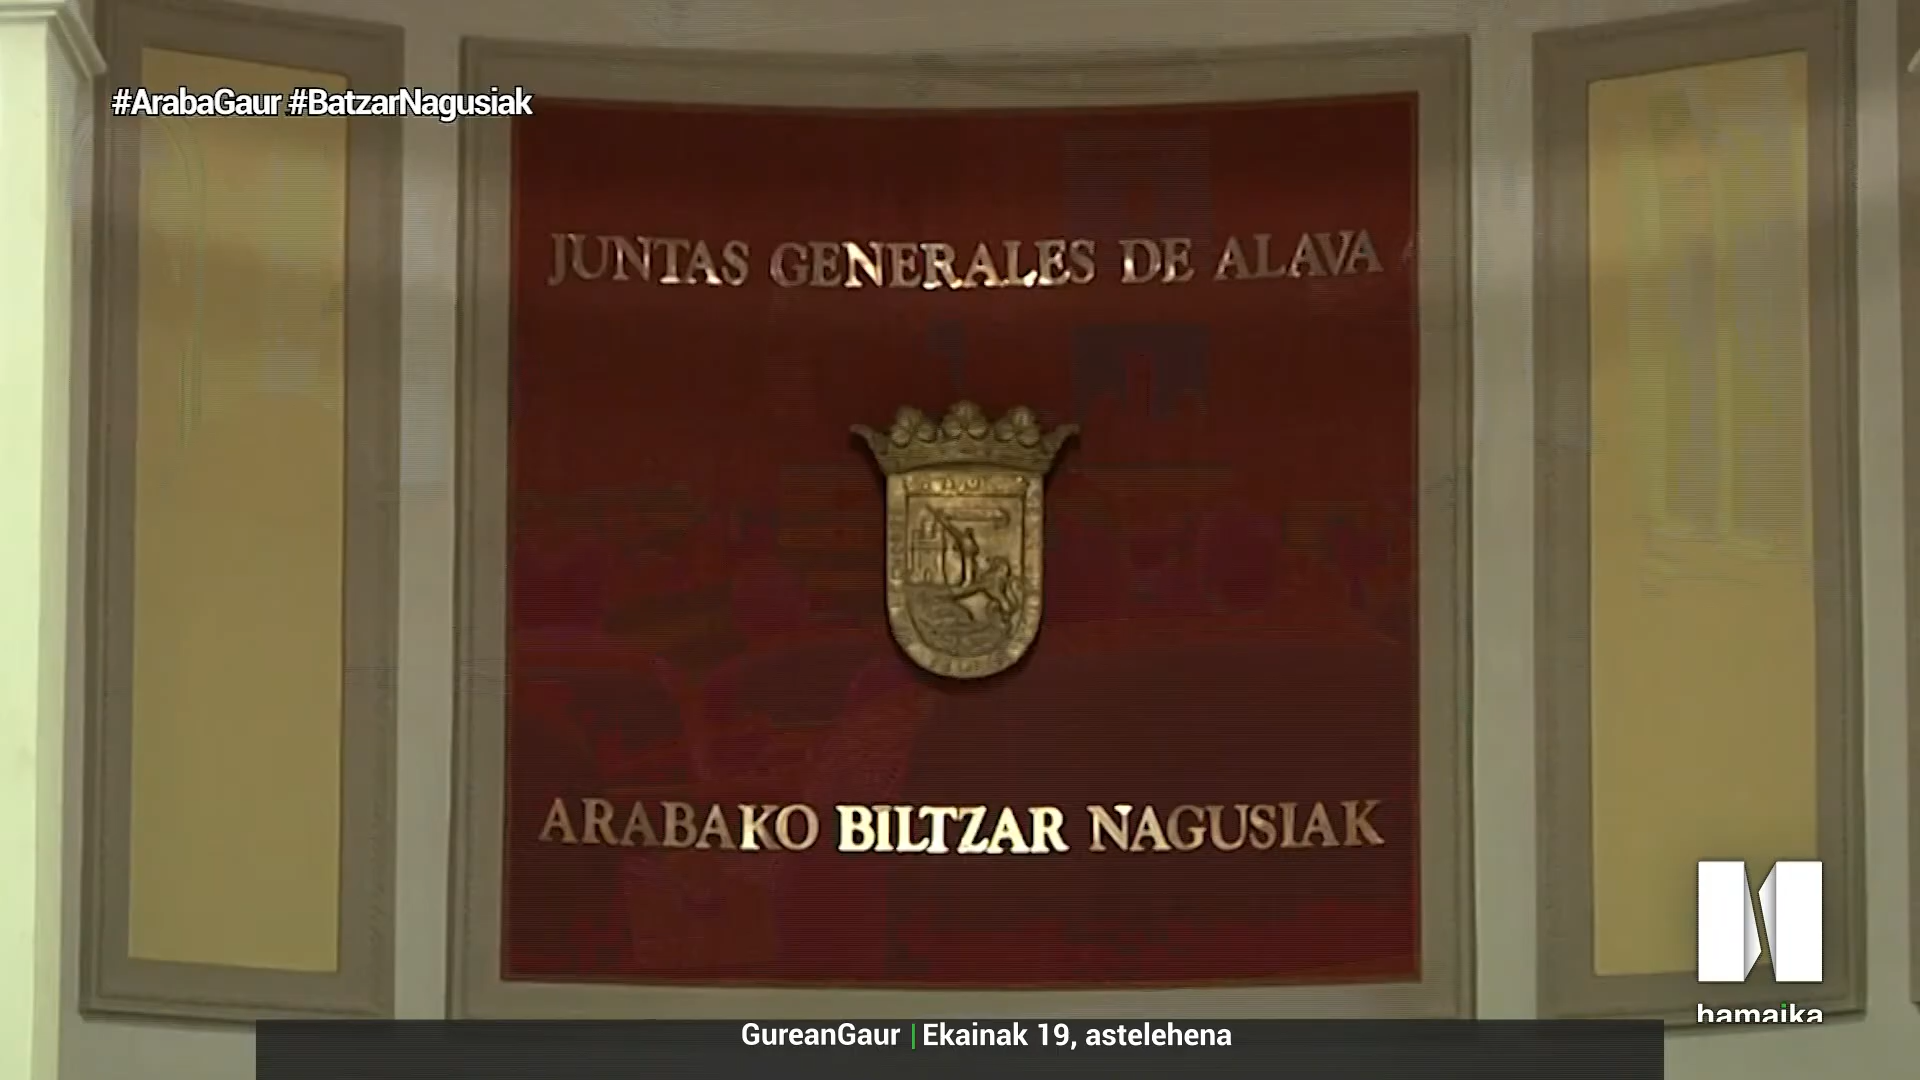 #ArabaGaur #BatzarNagusiak
JUNTAS GENERALES DE ALAVA
ARABAKO BILTZAR NAGUSIAK
hamaika
GureanGaur | Ekainak 19, astelehena